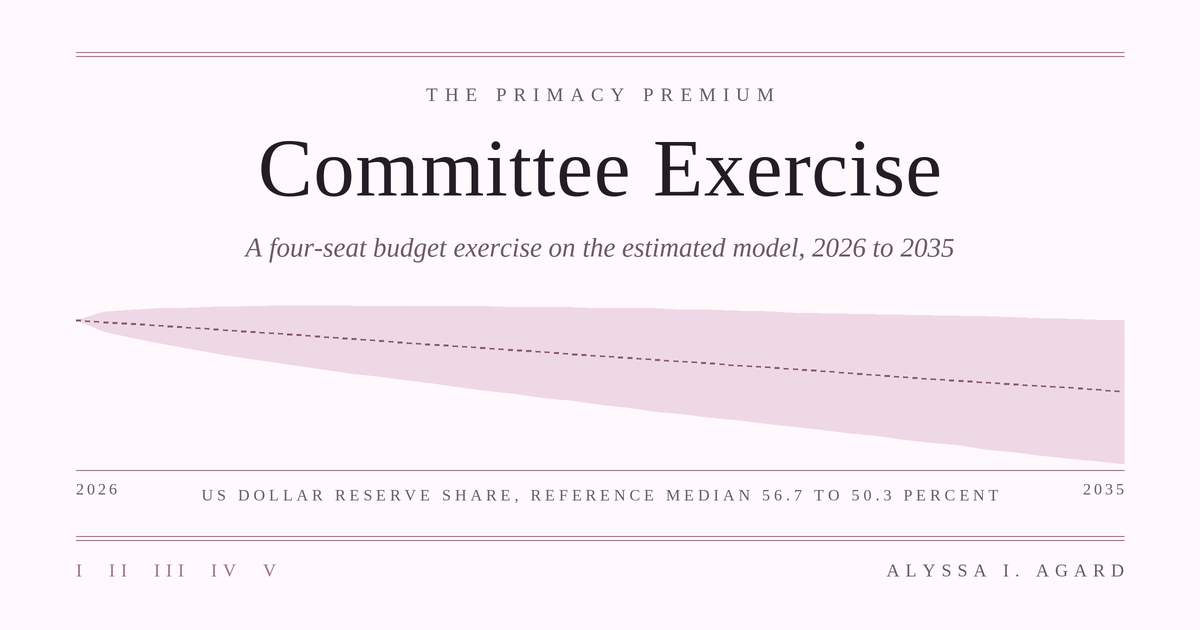 THE PRIMACY PREMIUM
Committee Exercise
A four-seat budget exercise on the estimated model, 2026 to 2035
2026
US DOLLAR RESERVE SHARE, REFERENCE MEDIAN 56.7 TO 50.3 PERCENT
2035
I II III IV V
ALYSSA I. AGARD